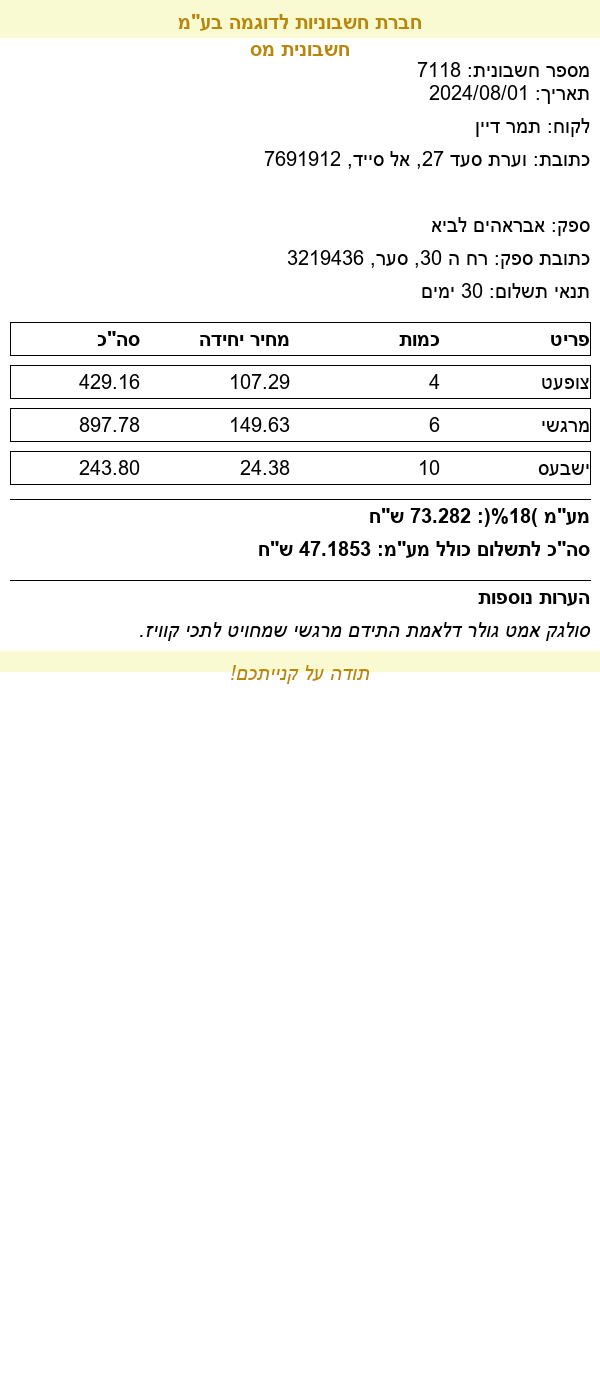 חברת חשבוניות לדוגמה בע"מ
חשבונית מס
מספר חשבונית: 7118
תאריך: 2024/08/01
לקוח: תמר דיין
כתובת: וערת סעד 27, אל סייד, 7691912
ספק: אבראהים לביא
כתובת ספק: רח ה 30, סער, 3219436
תנאי תשלום: 30 ימים
פריט כמות מחיר יחידה סה"כ
צופעט 4 107.29 429.16
מרגשי 6 149.63 897.78
ישבעס 10 24.38 243.80
מע"מ )18%(: 73.282 ש"ח
סה"כ לתשלום כולל מע"מ: 47.1853 ש"ח
הערות נוספות
סולגק אמט גולר דלאמת התידם מרגשי שמחויט לתכי קוויז.
תודה על קנייתכם!